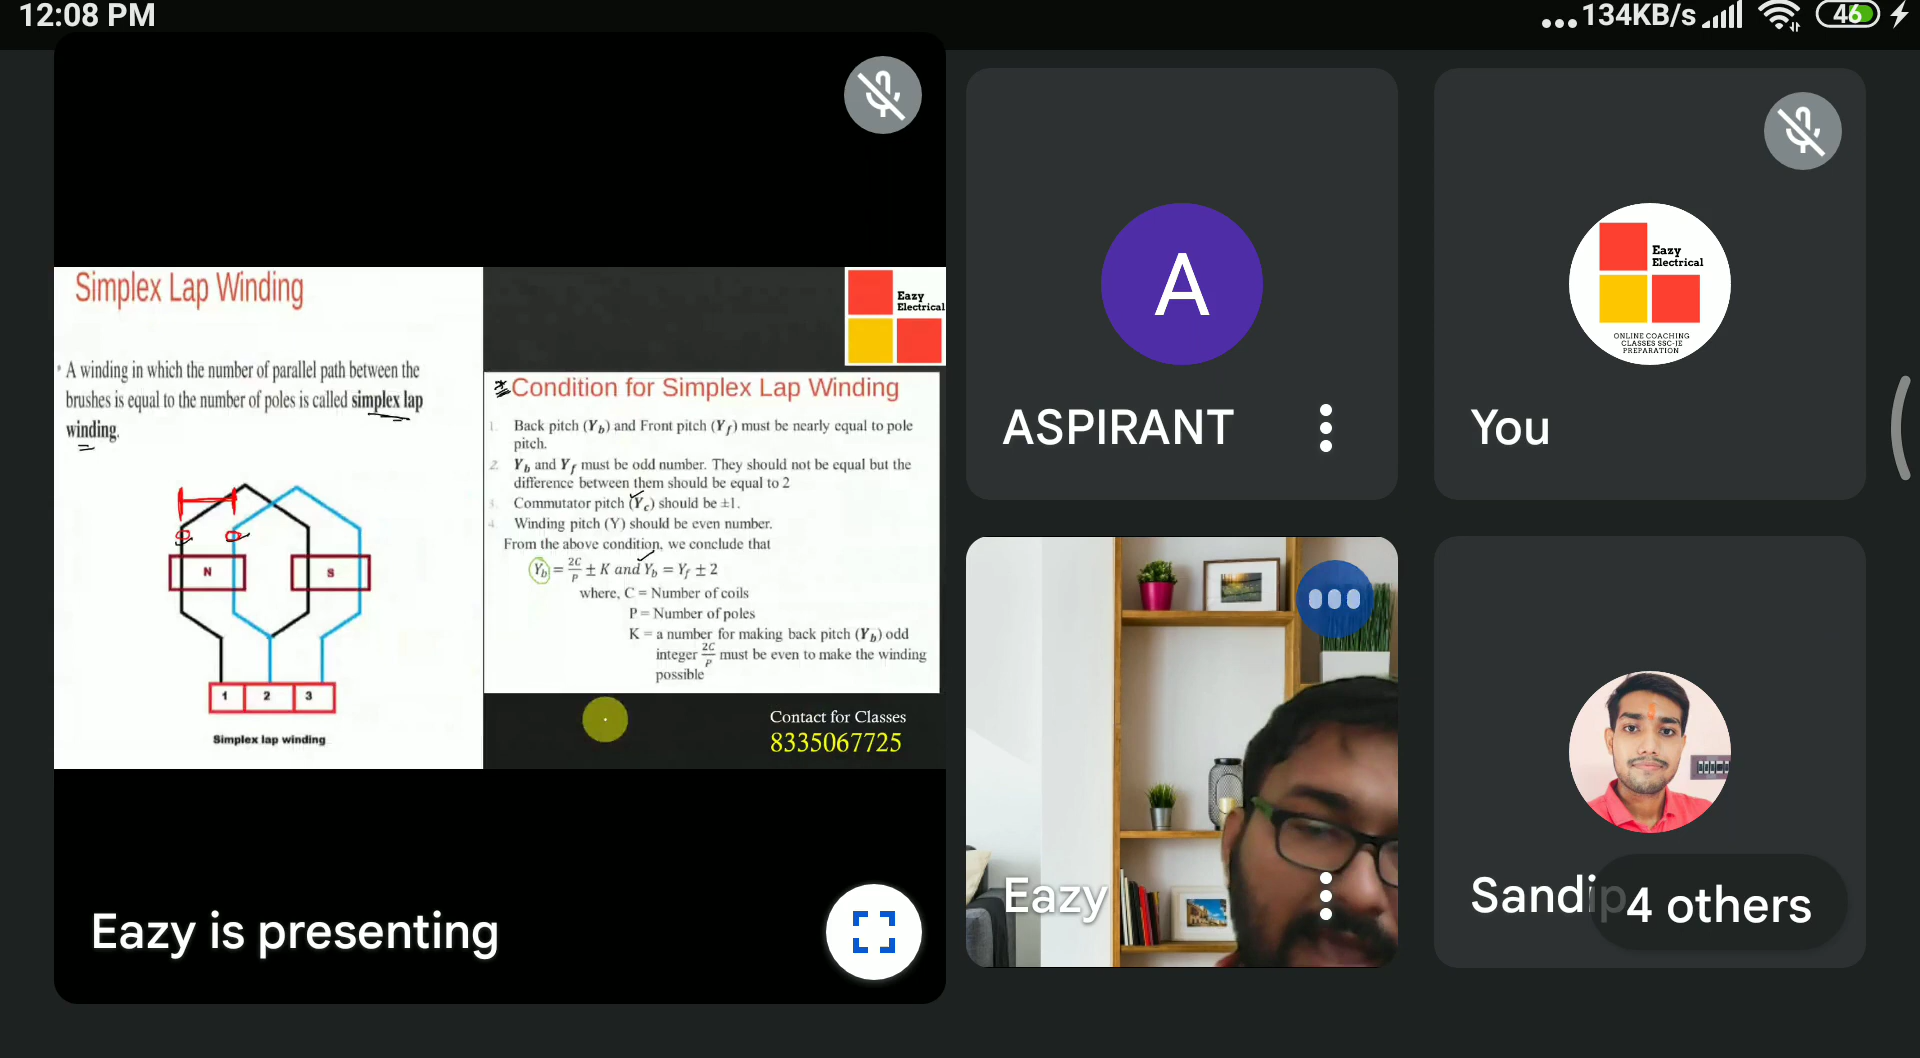 12:08 PM
134KB/s
46
Simplex Lap Winding
A winding in which the number of parallel path between the
brushes is equal to the number of poles is called simplex lap
winding.
N
S
1 2 3
Simplex lap winding
Eazy
Electrical
Condition for Simplex Lap Winding
1. Back pitch (Yb) and Front pitch (Yf) must be nearly equal to pole
pitch.
2. Yb and Yf must be odd number. They should not be equal but the
difference between them should be equal to 2
3. Commutator pitch (Yc) should be ±1.
4. Winding pitch (Y) should be even number.
From the above condition, we conclude that
Yb = 2C/P ± K and Yb = Yf ± 2
where, C = Number of coils
P = Number of poles
K = a number for making back pitch (Yb) odd
integer 2C/P must be even to make the winding
possible
Contact for Classes
8335067725
Eazy is presenting
A
ASPIRANT
Eazy
Electrical
ONLINE COACHING
CLASSES SSC-JE
PREPARATION
You
Eazy
Sandip
4 others